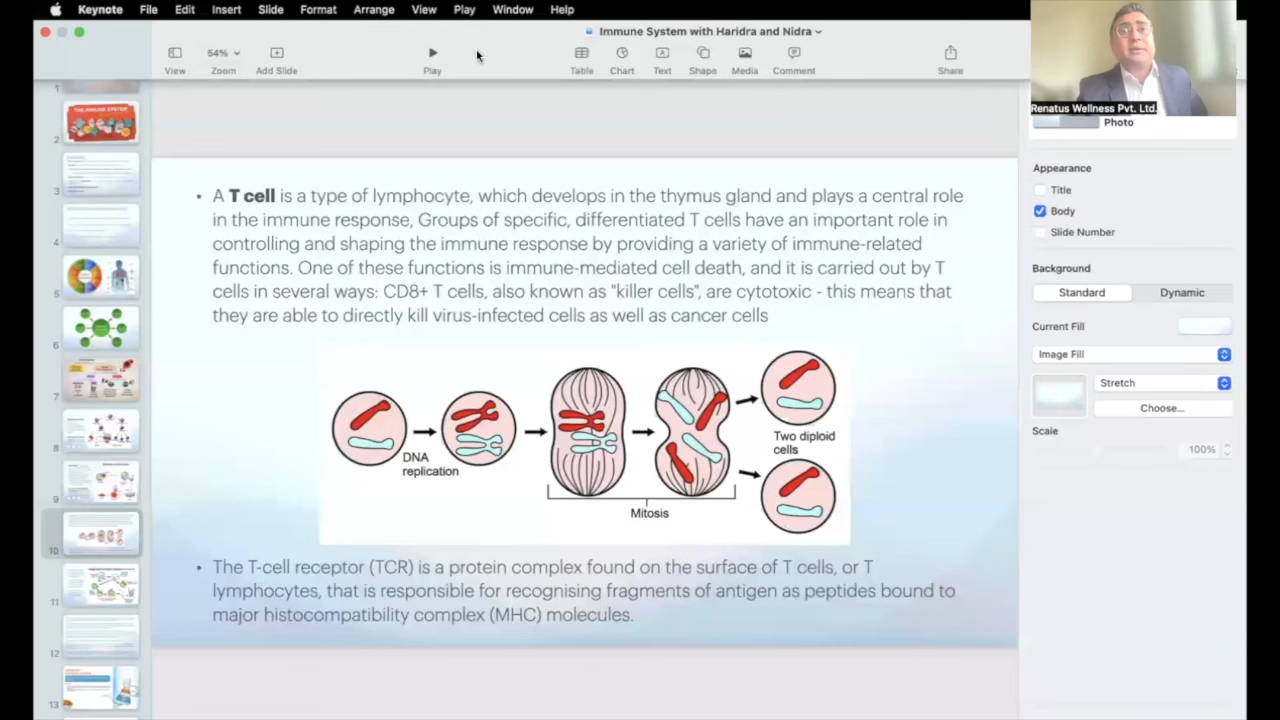 Keynote File Edit Insert Slide Format Arrange View Play Window Help
Immune System with Haridra and Nidra
54%
View Zoom Add Slide Play Table Chart Text Shape Media Comment Share
Renatus Wellness Pvt. Ltd.
Photo
Appearance
Title
Body
Slide Number
Background
Standard Dynamic
Current Fill
Image Fill
Stretch
Choose...
Scale
100%
1
2
THE IMMUNE SYSTEM
3
4
5
6
7
8
9
10
11
12
13
• A T cell is a type of lymphocyte, which develops in the thymus gland and plays a central role
in the immune response, Groups of specific, differentiated T cells have an important role in
controlling and shaping the immune response by providing a variety of immune-related
functions. One of these functions is immune-mediated cell death, and it is carried out by T
cells in several ways: CD8+ T cells, also known as "killer cells", are cytotoxic - this means that
they are able to directly kill virus-infected cells as well as cancer cells
DNA
replication
Mitosis
Two diploid
cells
• The T-cell receptor (TCR) is a protein complex found on the surface of T cells, or T
lymphocytes, that is responsible for recognising fragments of antigen as peptides bound to
major histocompatibility complex (MHC) molecules.